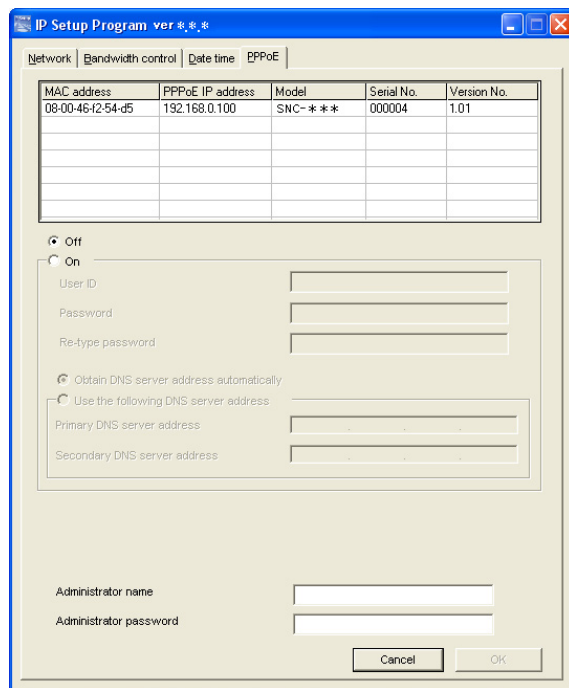 IP Setup Program ver *.*.*
Network Bandwidth control Date time PPPoE
MAC address PPPoE IP address Model Serial No. Version No.
08-00-46-f2-54-d5 192.168.0.100 SNC-*** 000004 1.01
Off
On
User ID
Password
Re-type password
Obtain DNS server address automatically
Use the following DNS server address
Primary DNS server address . . .
Secondary DNS server address . . .
Administrator name
Administrator password
Cancel OK